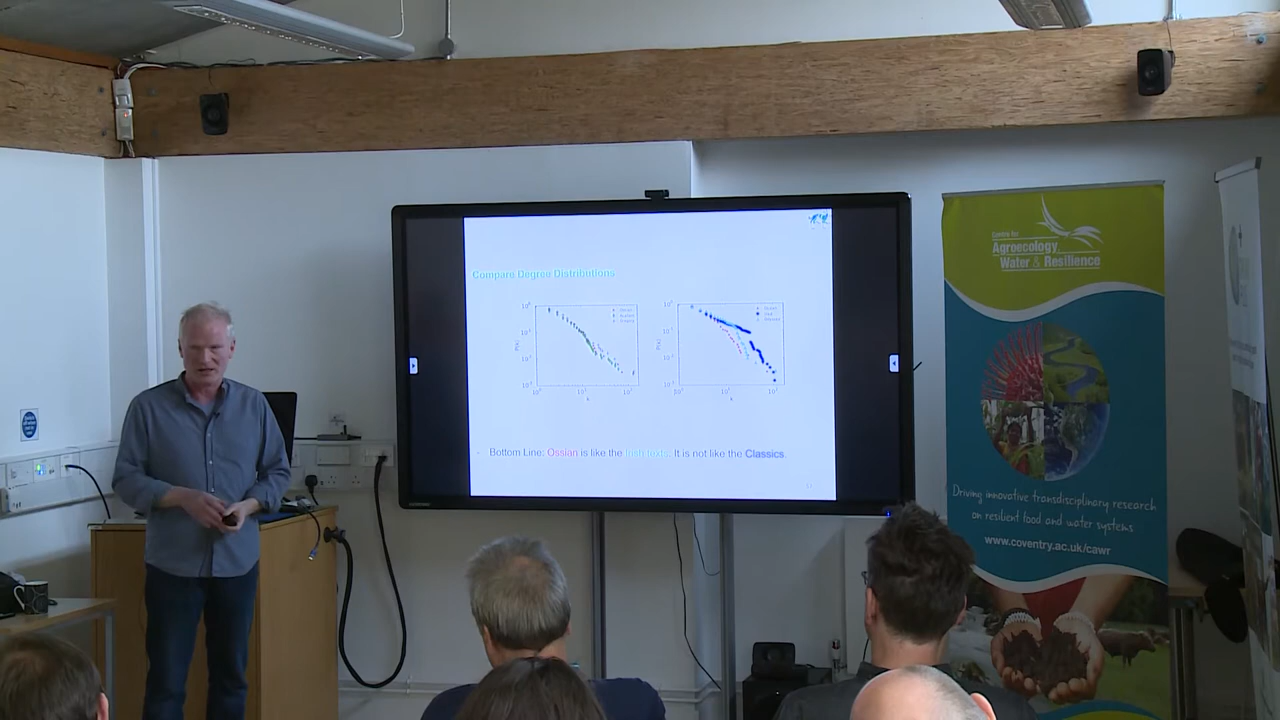 Compare Degree Distributions
Bottom Line: Ossian is like the Irish texts. It is not like the Classics.
Centre for
Agroecology,
Water & Resilience
Driving innovative transdisciplinary research
on resilient food and water systems
www.coventry.ac.uk/cawr